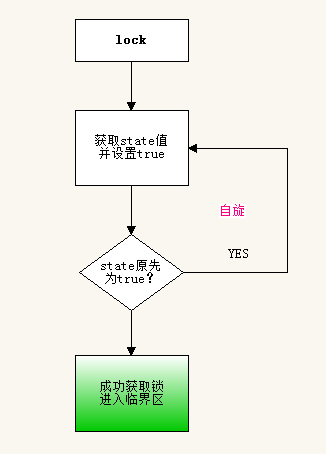 lock
获取state值
并设置true
自旋
YES
state原先
为true？
成功获取锁
进入临界区